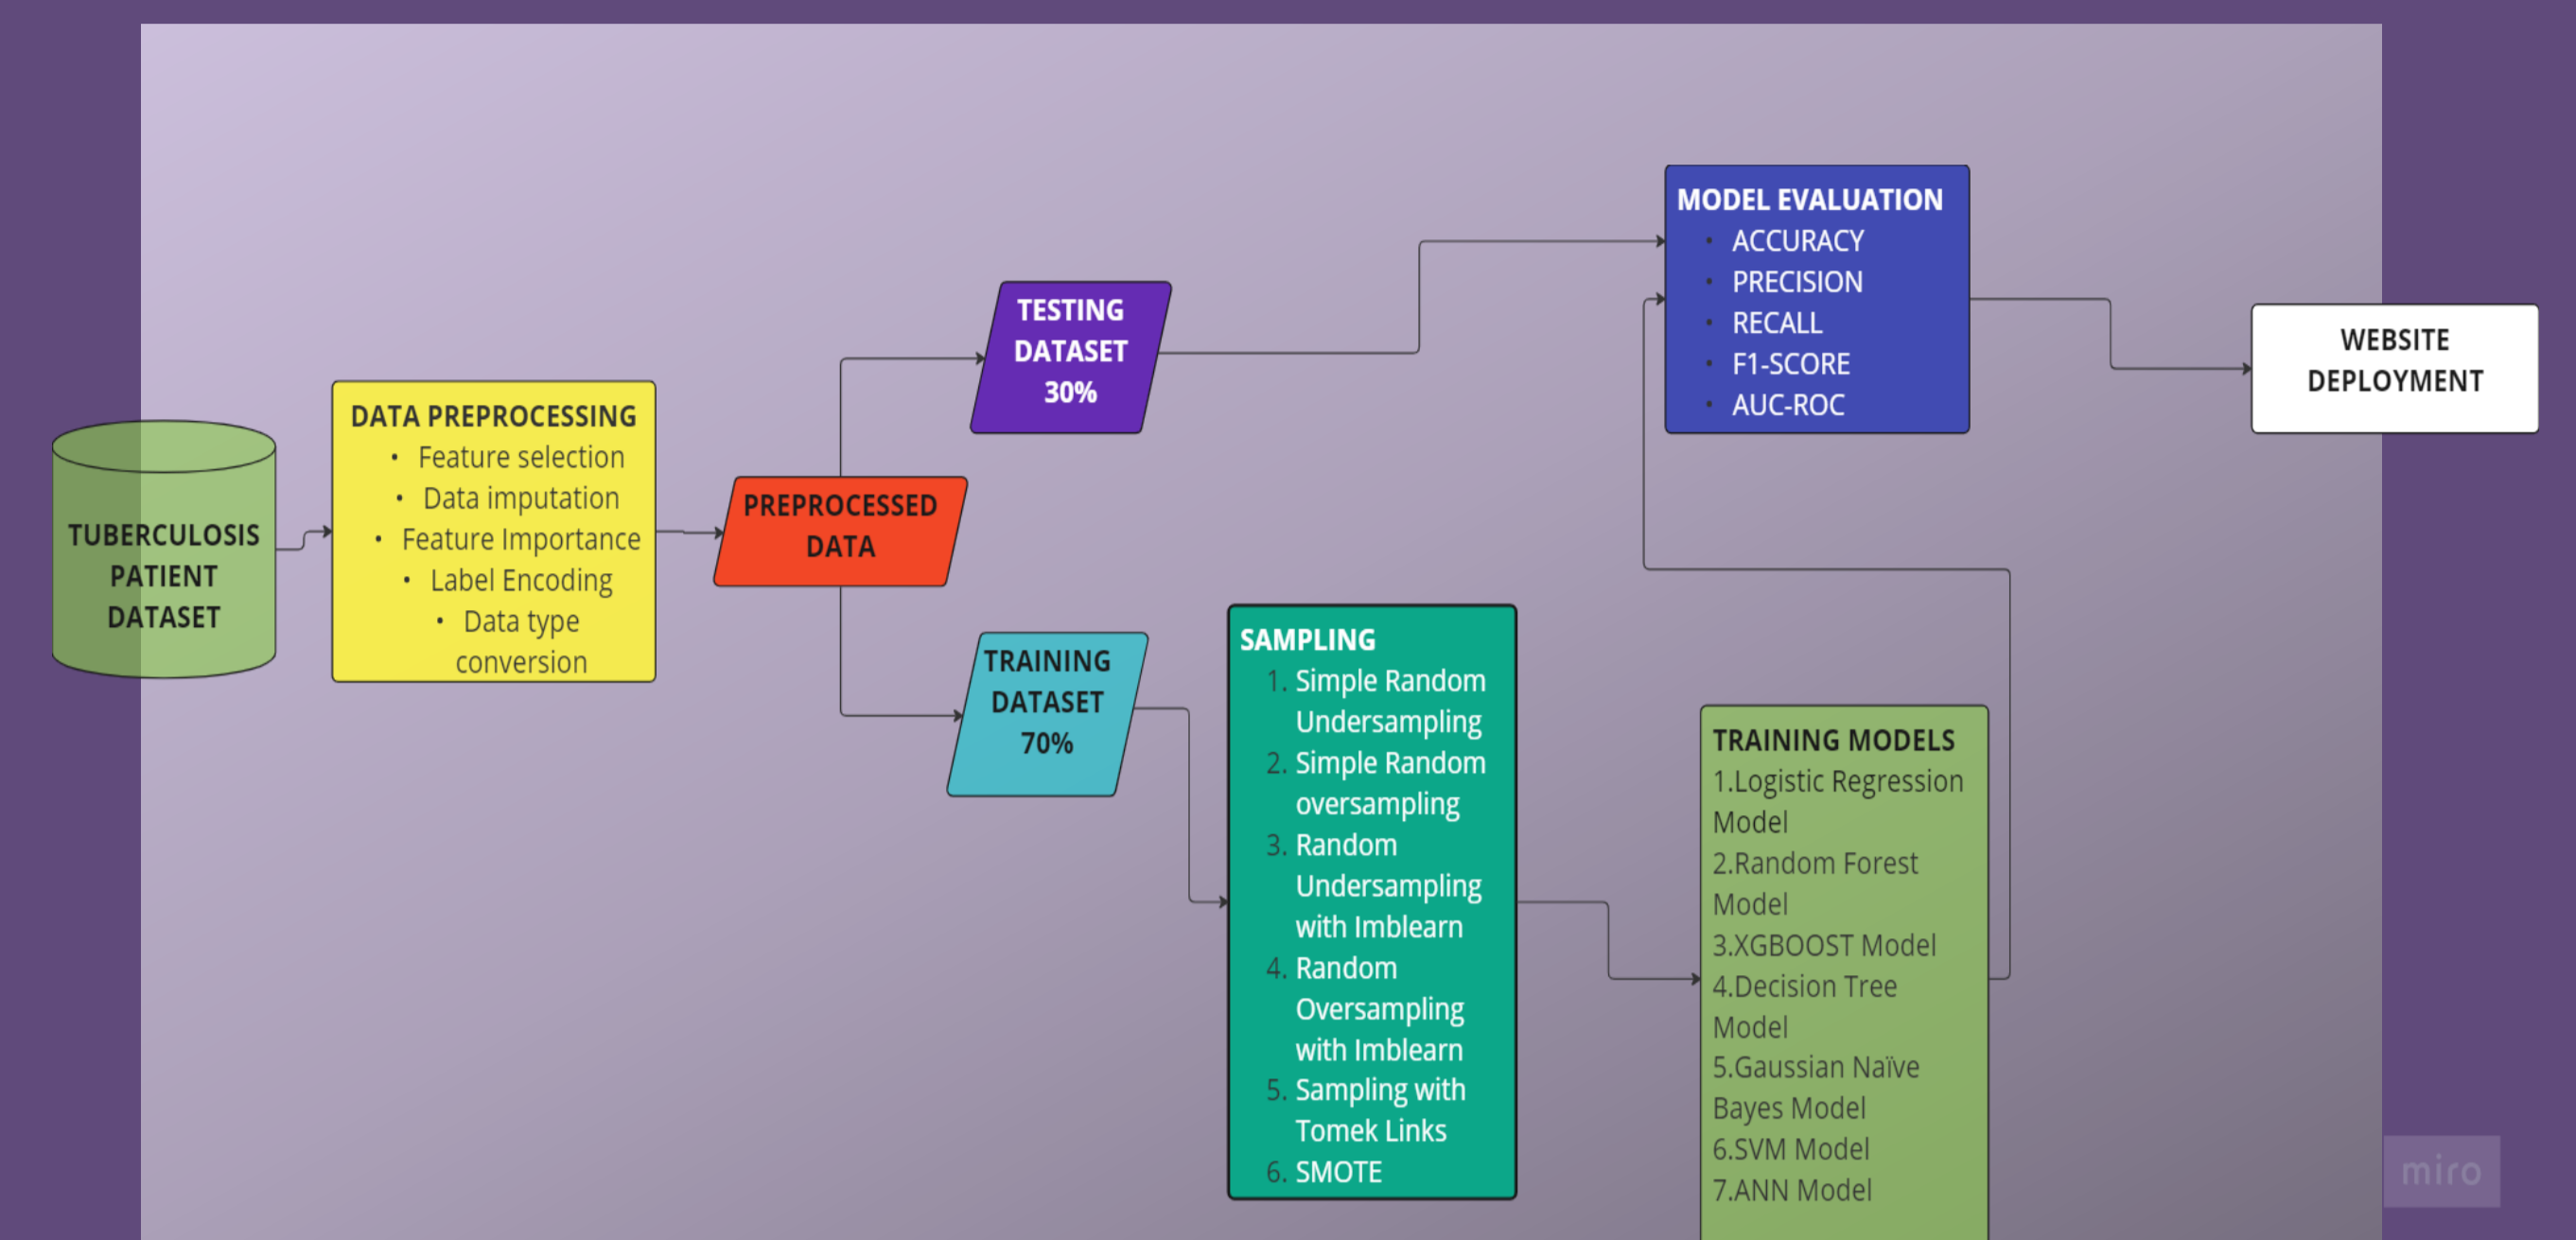 TUBERCULOSIS
PATIENT
DATASET
DATA PREPROCESSING
• Feature selection
• Data imputation
• Feature Importance
• Label Encoding
• Data type
conversion
PREPROCESSED
DATA
TESTING
DATASET
30%
TRAINING
DATASET
70%
SAMPLING
1. Simple Random
Undersampling
2. Simple Random
oversampling
3. Random
Undersampling
with Imblearn
4. Random
Oversampling
with Imblearn
5. Sampling with
Tomek Links
6. SMOTE
TRAINING MODELS
1.Logistic Regression
Model
2.Random Forest
Model
3.XGBOOST Model
4.Decision Tree
Model
5.Gaussian Naïve
Bayes Model
6.SVM Model
7.ANN Model
MODEL EVALUATION
• ACCURACY
• PRECISION
• RECALL
• F1-SCORE
• AUC-ROC
WEBSITE
DEPLOYMENT
miro